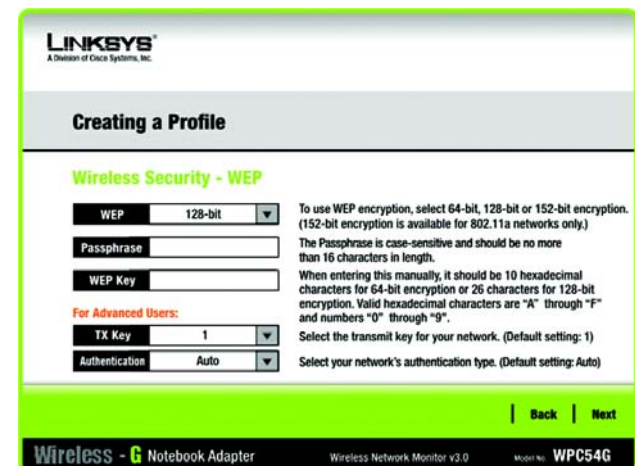 LINKSYS®
A Division of Cisco Systems, Inc.
Creating a Profile
Wireless Security - WEP
WEP 128-bit
To use WEP encryption, select 64-bit, 128-bit or 152-bit encryption.
(152-bit encryption is available for 802.11a networks only.)
Passphrase
The Passphrase is case-sensitive and should be no more
than 16 characters in length.
WEP Key
When entering this manually, it should be 10 hexadecimal
characters for 64-bit encryption or 26 characters for 128-bit
encryption. Valid hexadecimal characters are “A” through “F”
and numbers “0” through “9”.
For Advanced Users:
TX Key 1
Select the transmit key for your network. (Default setting: 1)
Authentication Auto
Select your network's authentication type. (Default setting: Auto)
Back Next
Wireless - G Notebook Adapter Wireless Network Monitor v3.0 Model No. WPC54G